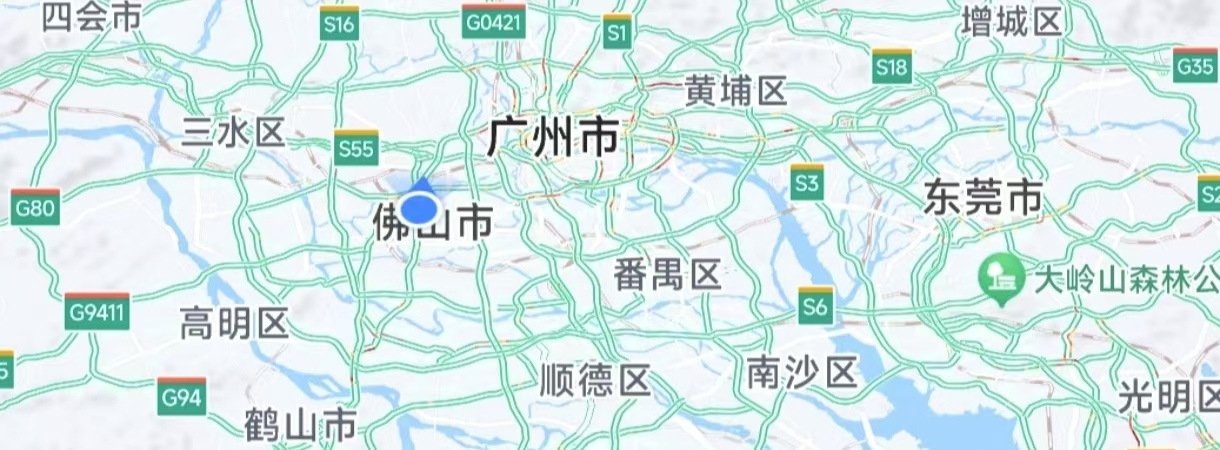 四会市
S16
G0421
S1
增城区
S18
G35
黄埔区
三水区
广州市
S55
G80
佛山市
S3
东莞市
番禺区
大岭山森林公
G9411
S6
高明区
顺德区
南沙区
G94
光明区
鹤山市